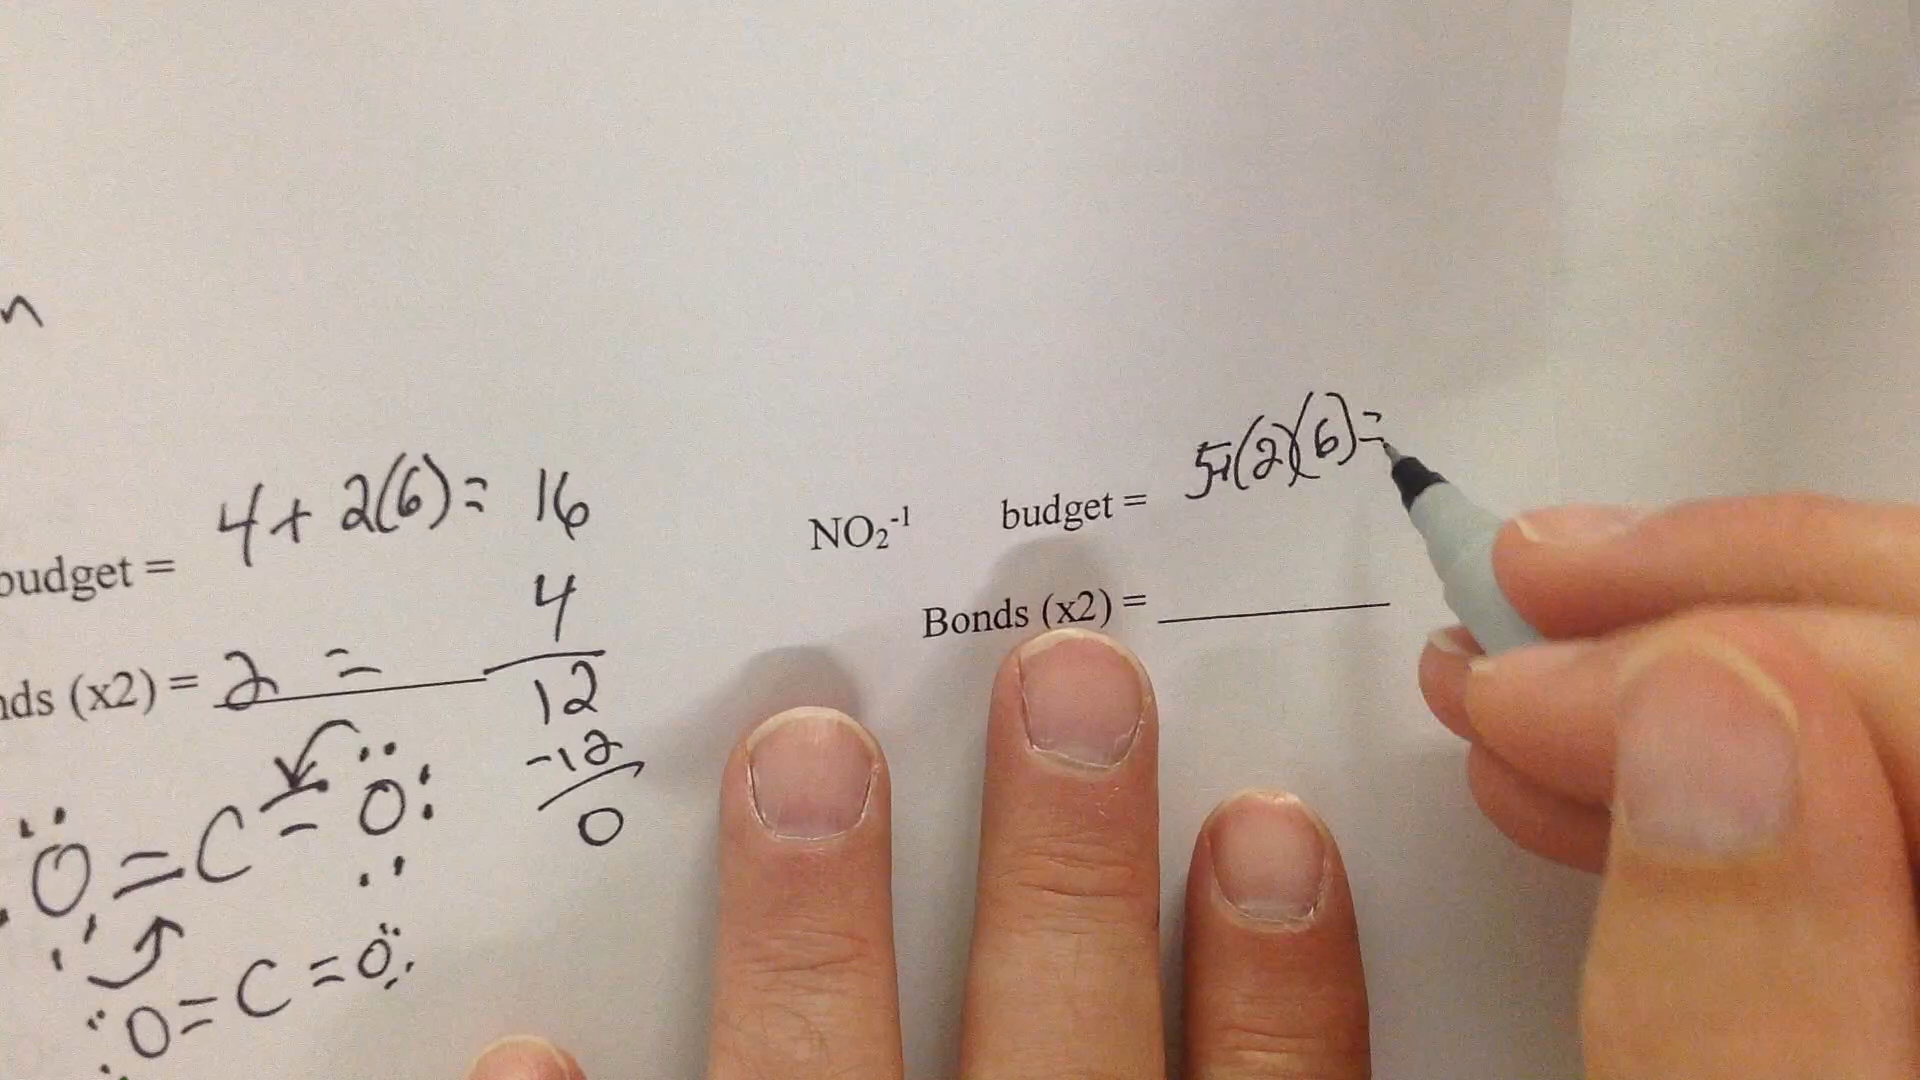 n
budget = 4 + 2(6) = 16
4
nds (x2) = 2 =
12
-12
0
O = C = O
O = C = O
NO₂⁻¹ budget = 5+(2)(6) =
Bonds (x2) =